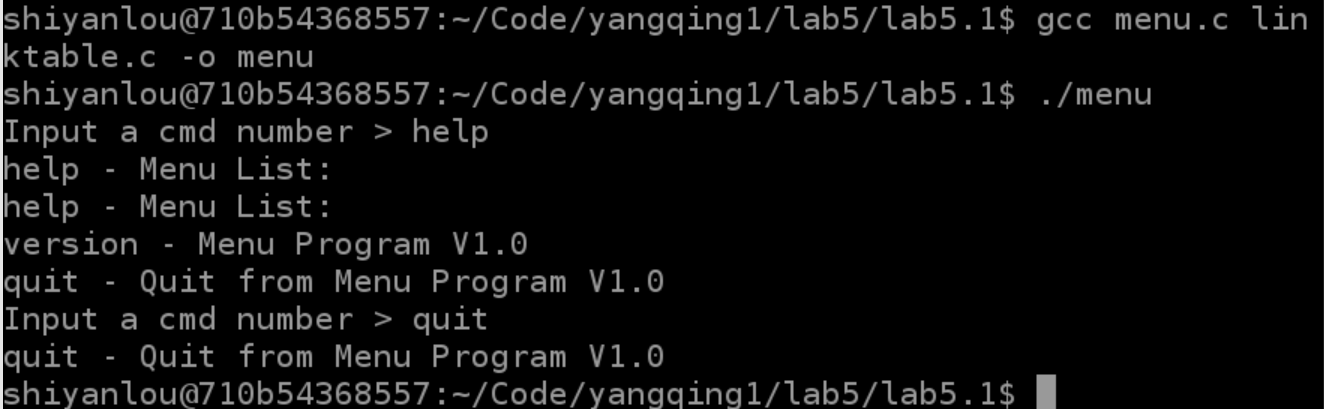 shiyanlou@710b54368557:~/Code/yangqing1/lab5/lab5.1$ gcc menu.c lin
ktable.c -o menu
shiyanlou@710b54368557:~/Code/yangqing1/lab5/lab5.1$ ./menu
Input a cmd number > help
help - Menu List:
help - Menu List:
version - Menu Program V1.0
quit - Quit from Menu Program V1.0
Input a cmd number > quit
quit - Quit from Menu Program V1.0
shiyanlou@710b54368557:~/Code/yangqing1/lab5/lab5.1$